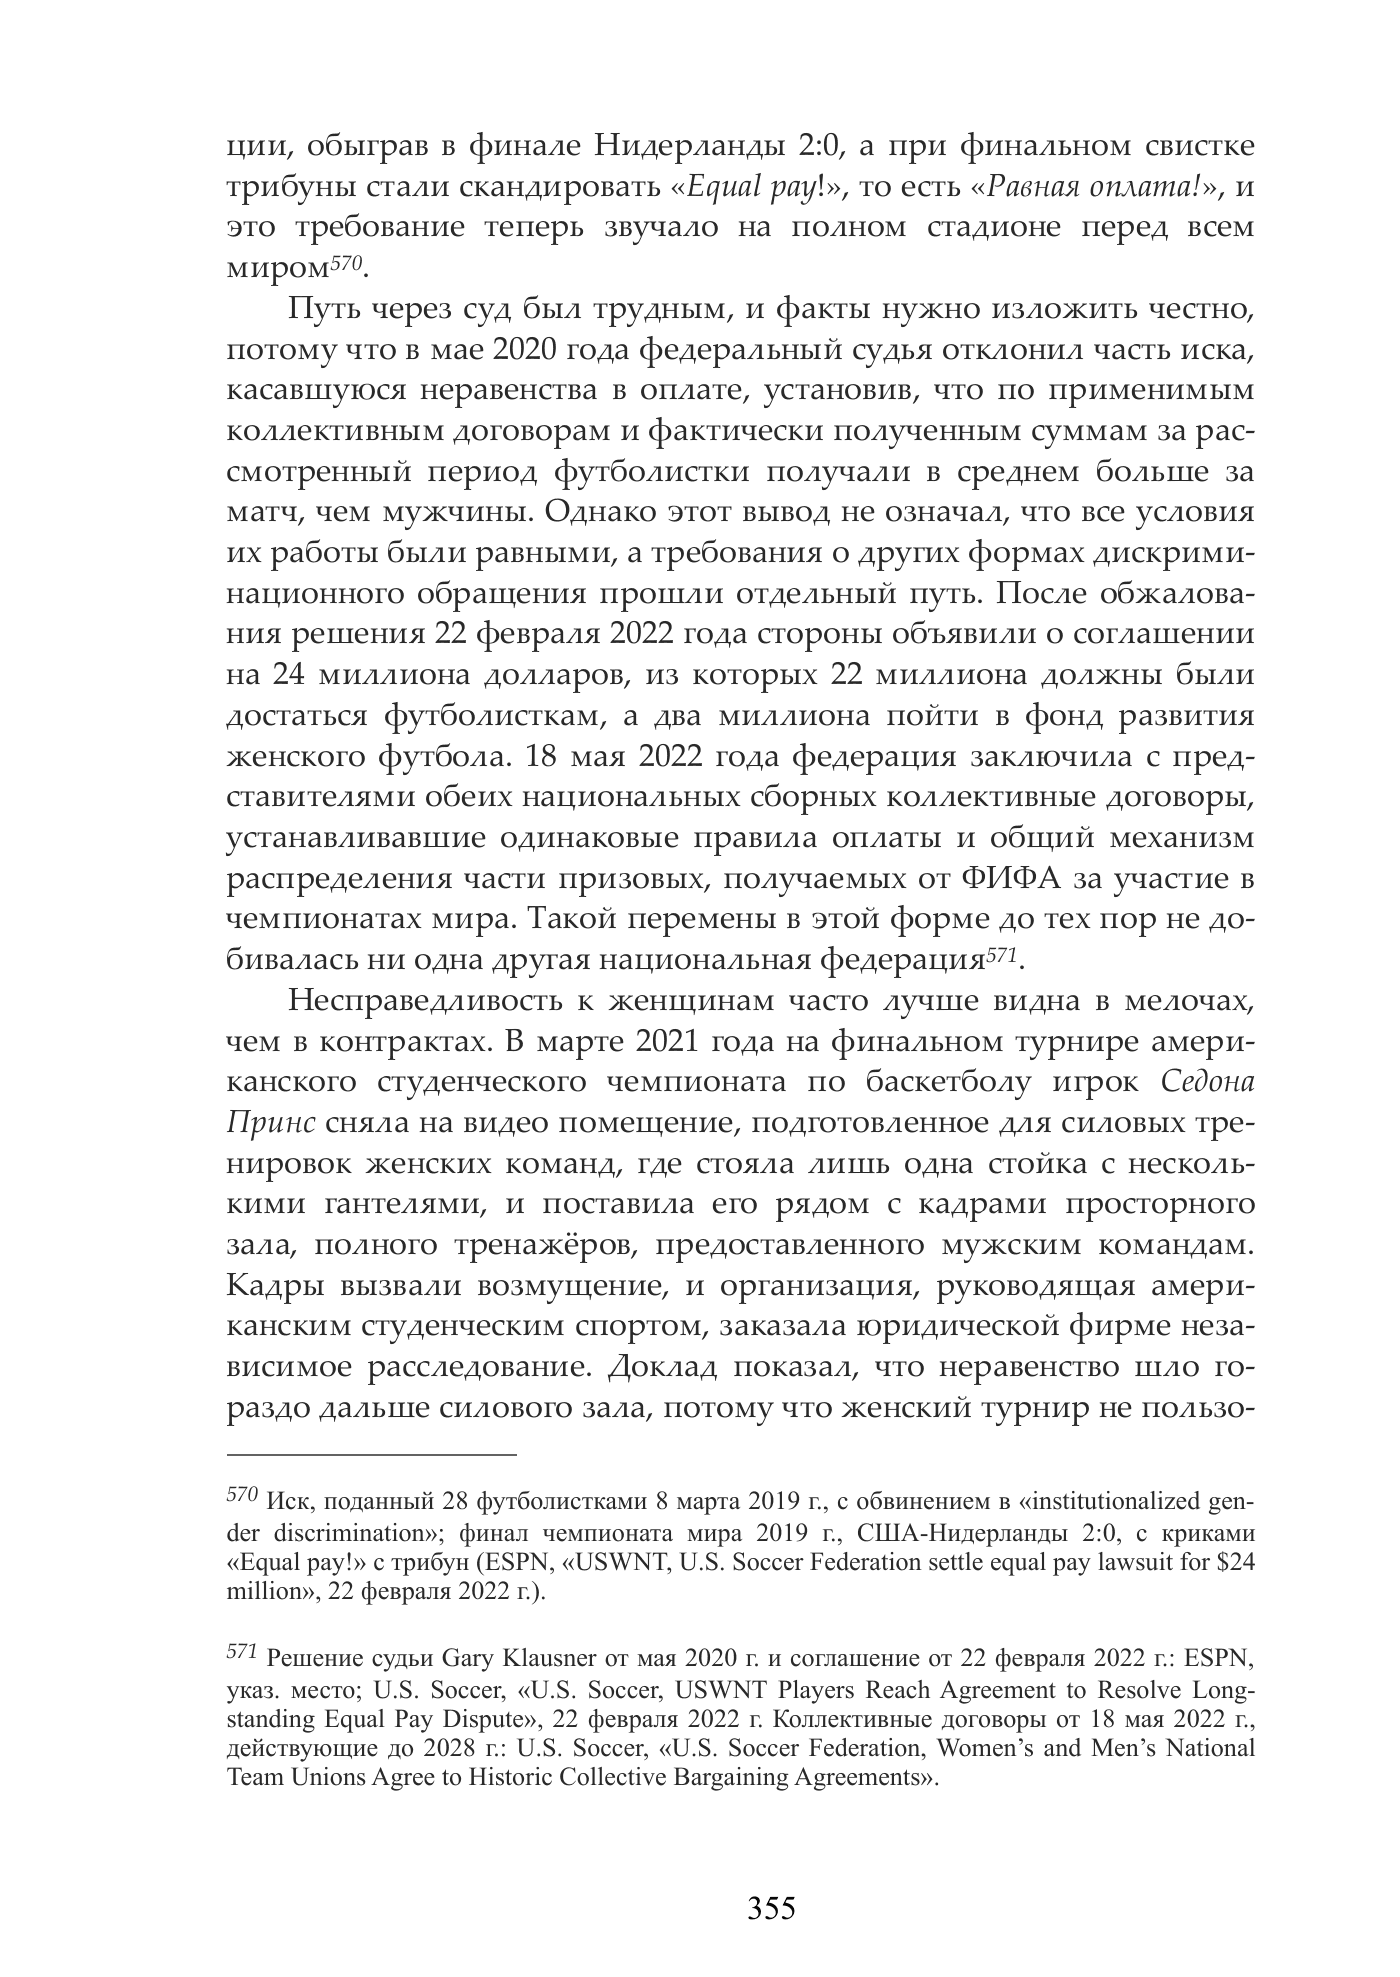 ции, обыграв в финале Нидерланды 2:0, а при финальном свистке
трибуны стали скандировать «Equal pay!», то есть «Равная оплата!», и
это требование теперь звучало на полном стадионе перед всем
миром570.
Путь через суд был трудным, и факты нужно изложить честно,
потому что в мае 2020 года федеральный судья отклонил часть иска,
касавшуюся неравенства в оплате, установив, что по применимым
коллективным договорам и фактически полученным суммам за рас-
смотренный период футболистки получали в среднем больше за
матч, чем мужчины. Однако этот вывод не означал, что все условия
их работы были равными, а требования о других формах дискрими-
национного обращения прошли отдельный путь. После обжалова-
ния решения 22 февраля 2022 года стороны объявили о соглашении
на 24 миллиона долларов, из которых 22 миллиона должны были
достаться футболисткам, а два миллиона пойти в фонд развития
женского футбола. 18 мая 2022 года федерация заключила с пред-
ставителями обеих национальных сборных коллективные договоры,
устанавливавшие одинаковые правила оплаты и общий механизм
распределения части призовых, получаемых от ФИФА за участие в
чемпионатах мира. Такой перемены в этой форме до тех пор не до-
бивалась ни одна другая национальная федерация571.
Несправедливость к женщинам часто лучше видна в мелочах,
чем в контрактах. В марте 2021 года на финальном турнире амери-
канского студенческого чемпионата по баскетболу игрок Седона
Принс сняла на видео помещение, подготовленное для силовых тре-
нировок женских команд, где стояла лишь одна стойка с несколь-
кими гантелями, и поставила его рядом с кадрами просторного
зала, полного тренажёров, предоставленного мужским командам.
Кадры вызвали возмущение, и организация, руководящая амери-
канским студенческим спортом, заказала юридической фирме неза-
висимое расследование. Доклад показал, что неравенство шло го-
раздо дальше силового зала, потому что женский турнир не пользо-
570 Иск, поданный 28 футболистками 8 марта 2019 г., с обвинением в «institutionalized gen-
der discrimination»; финал чемпионата мира 2019 г., США-Нидерланды 2:0, с криками
«Equal pay!» с трибун (ESPN, «USWNT, U.S. Soccer Federation settle equal pay lawsuit for $24
million», 22 февраля 2022 г.).
571 Решение судьи Gary Klausner от мая 2020 г. и соглашение от 22 февраля 2022 г.: ESPN,
указ. место; U.S. Soccer, «U.S. Soccer, USWNT Players Reach Agreement to Resolve Long-
standing Equal Pay Dispute», 22 февраля 2022 г. Коллективные договоры от 18 мая 2022 г.,
действующие до 2028 г.: U.S. Soccer, «U.S. Soccer Federation, Women’s and Men’s National
Team Unions Agree to Historic Collective Bargaining Agreements».
355